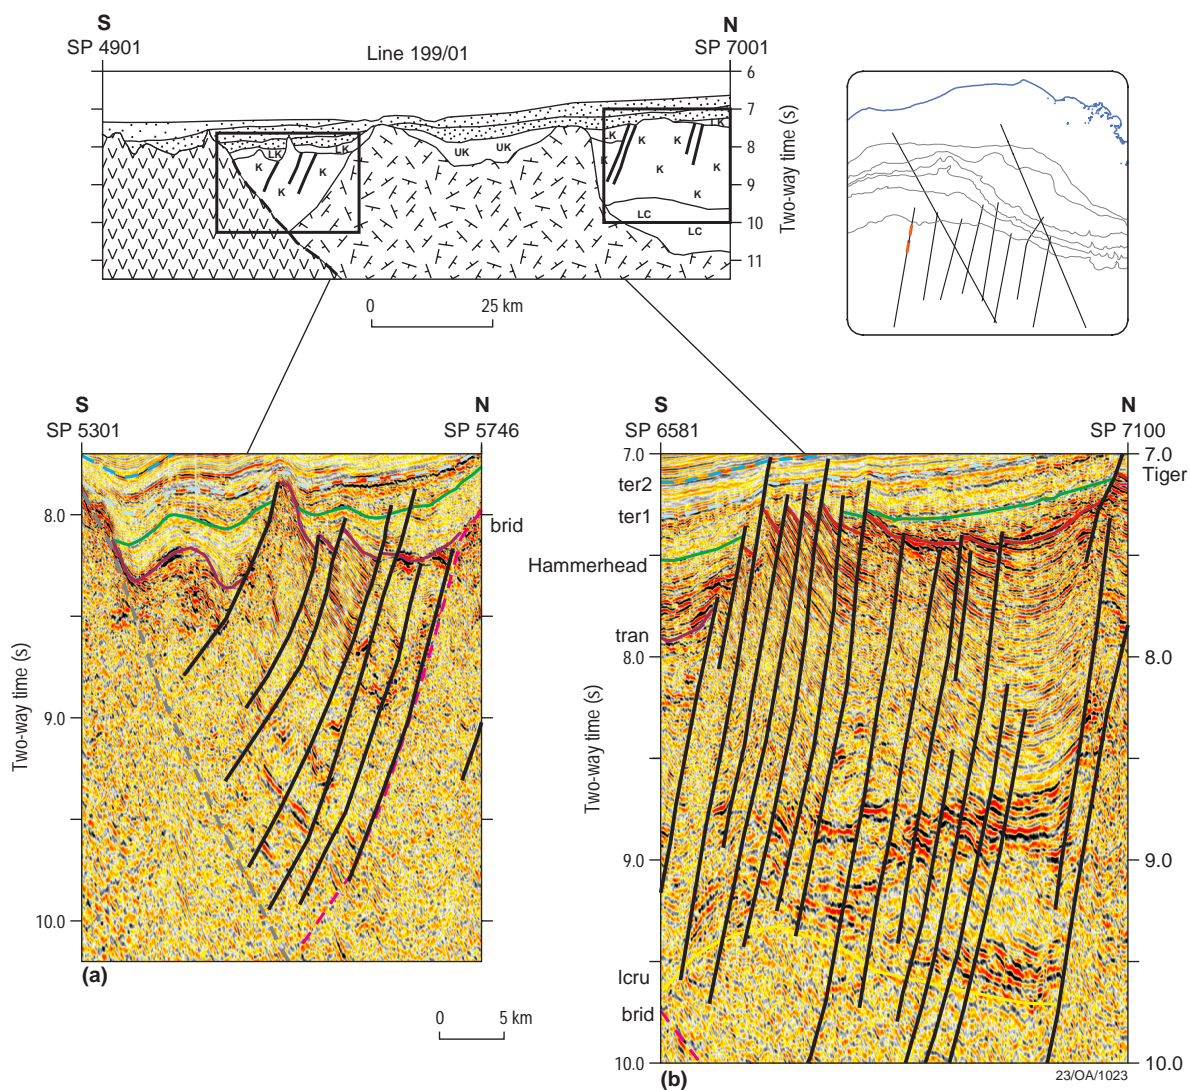 S
N
SP 4901
Line 199/01
SP 7001
6
7
8
9
10
11
Two-way time (s)
LK
LK
K
K
K
UK
UK
LK
K
K
K
K
K
K
LC
LC
0 25 km
S
N
SP 5301
SP 5746
8.0
9.0
10.0
Two-way time (s)
brid
(a)
0 5 km
S
N
SP 6581
SP 7100
7.0
7.0
Tiger
ter2
ter1
Hammerhead
tran
8.0
8.0
Two-way time (s)
9.0
9.0
lcru
brid
10.0
10.0
(b)
23/OA/1023